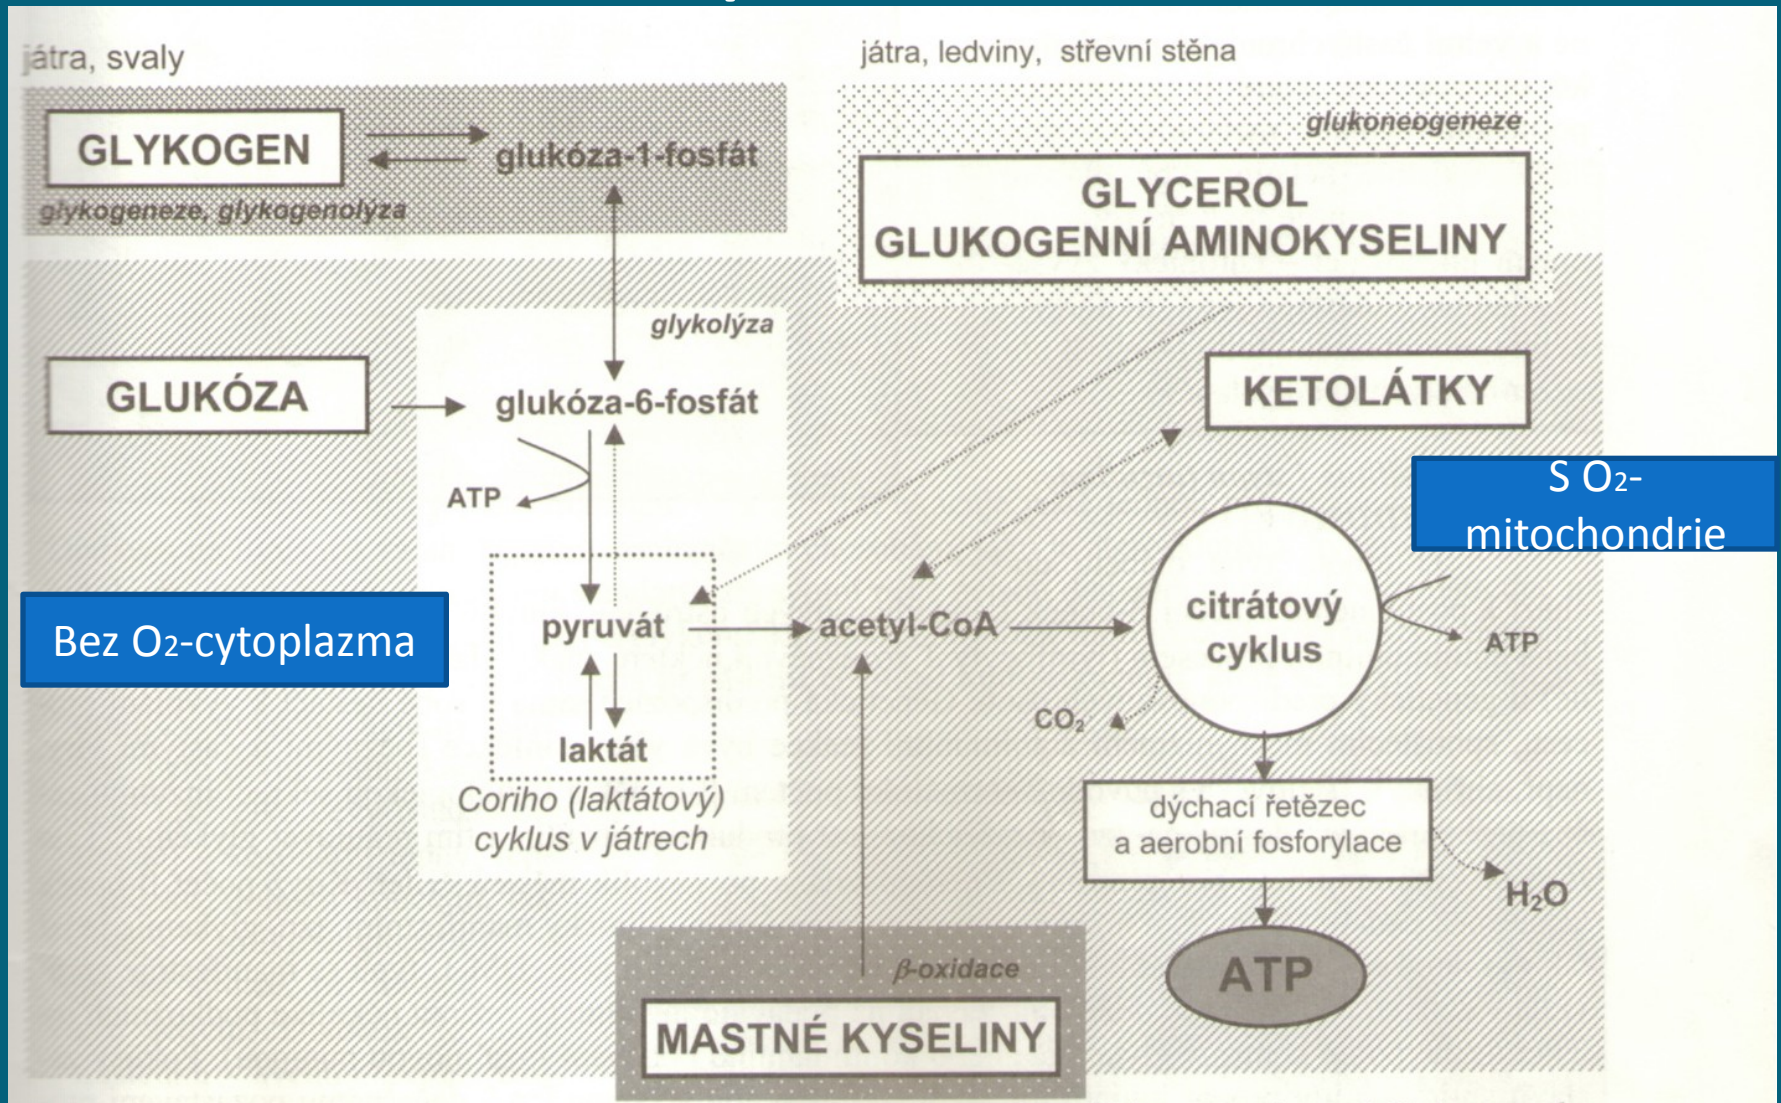 játra, svaly
játra, ledviny, střevní stěna
GLYKOGEN
glukóza-1-fosfát
glykogeneze, glykogenolýza
glukoneogeneze
GLYCEROL
GLUKOGENNÍ AMINOKYSELINY
glykolýza
GLUKÓZA
glukóza-6-fosfát
KETOLÁTKY
ATP
S O2-
mitochondrie
Bez O2-cytoplazma
pyruvát
acetyl-CoA
citrátový
cyklus
ATP
CO2
laktát
Coriho (laktátový)
cyklus v játrech
dýchací řetězec
a aerobní fosforylace
H2O
β-oxidace
ATP
MASTNÉ KYSELINY